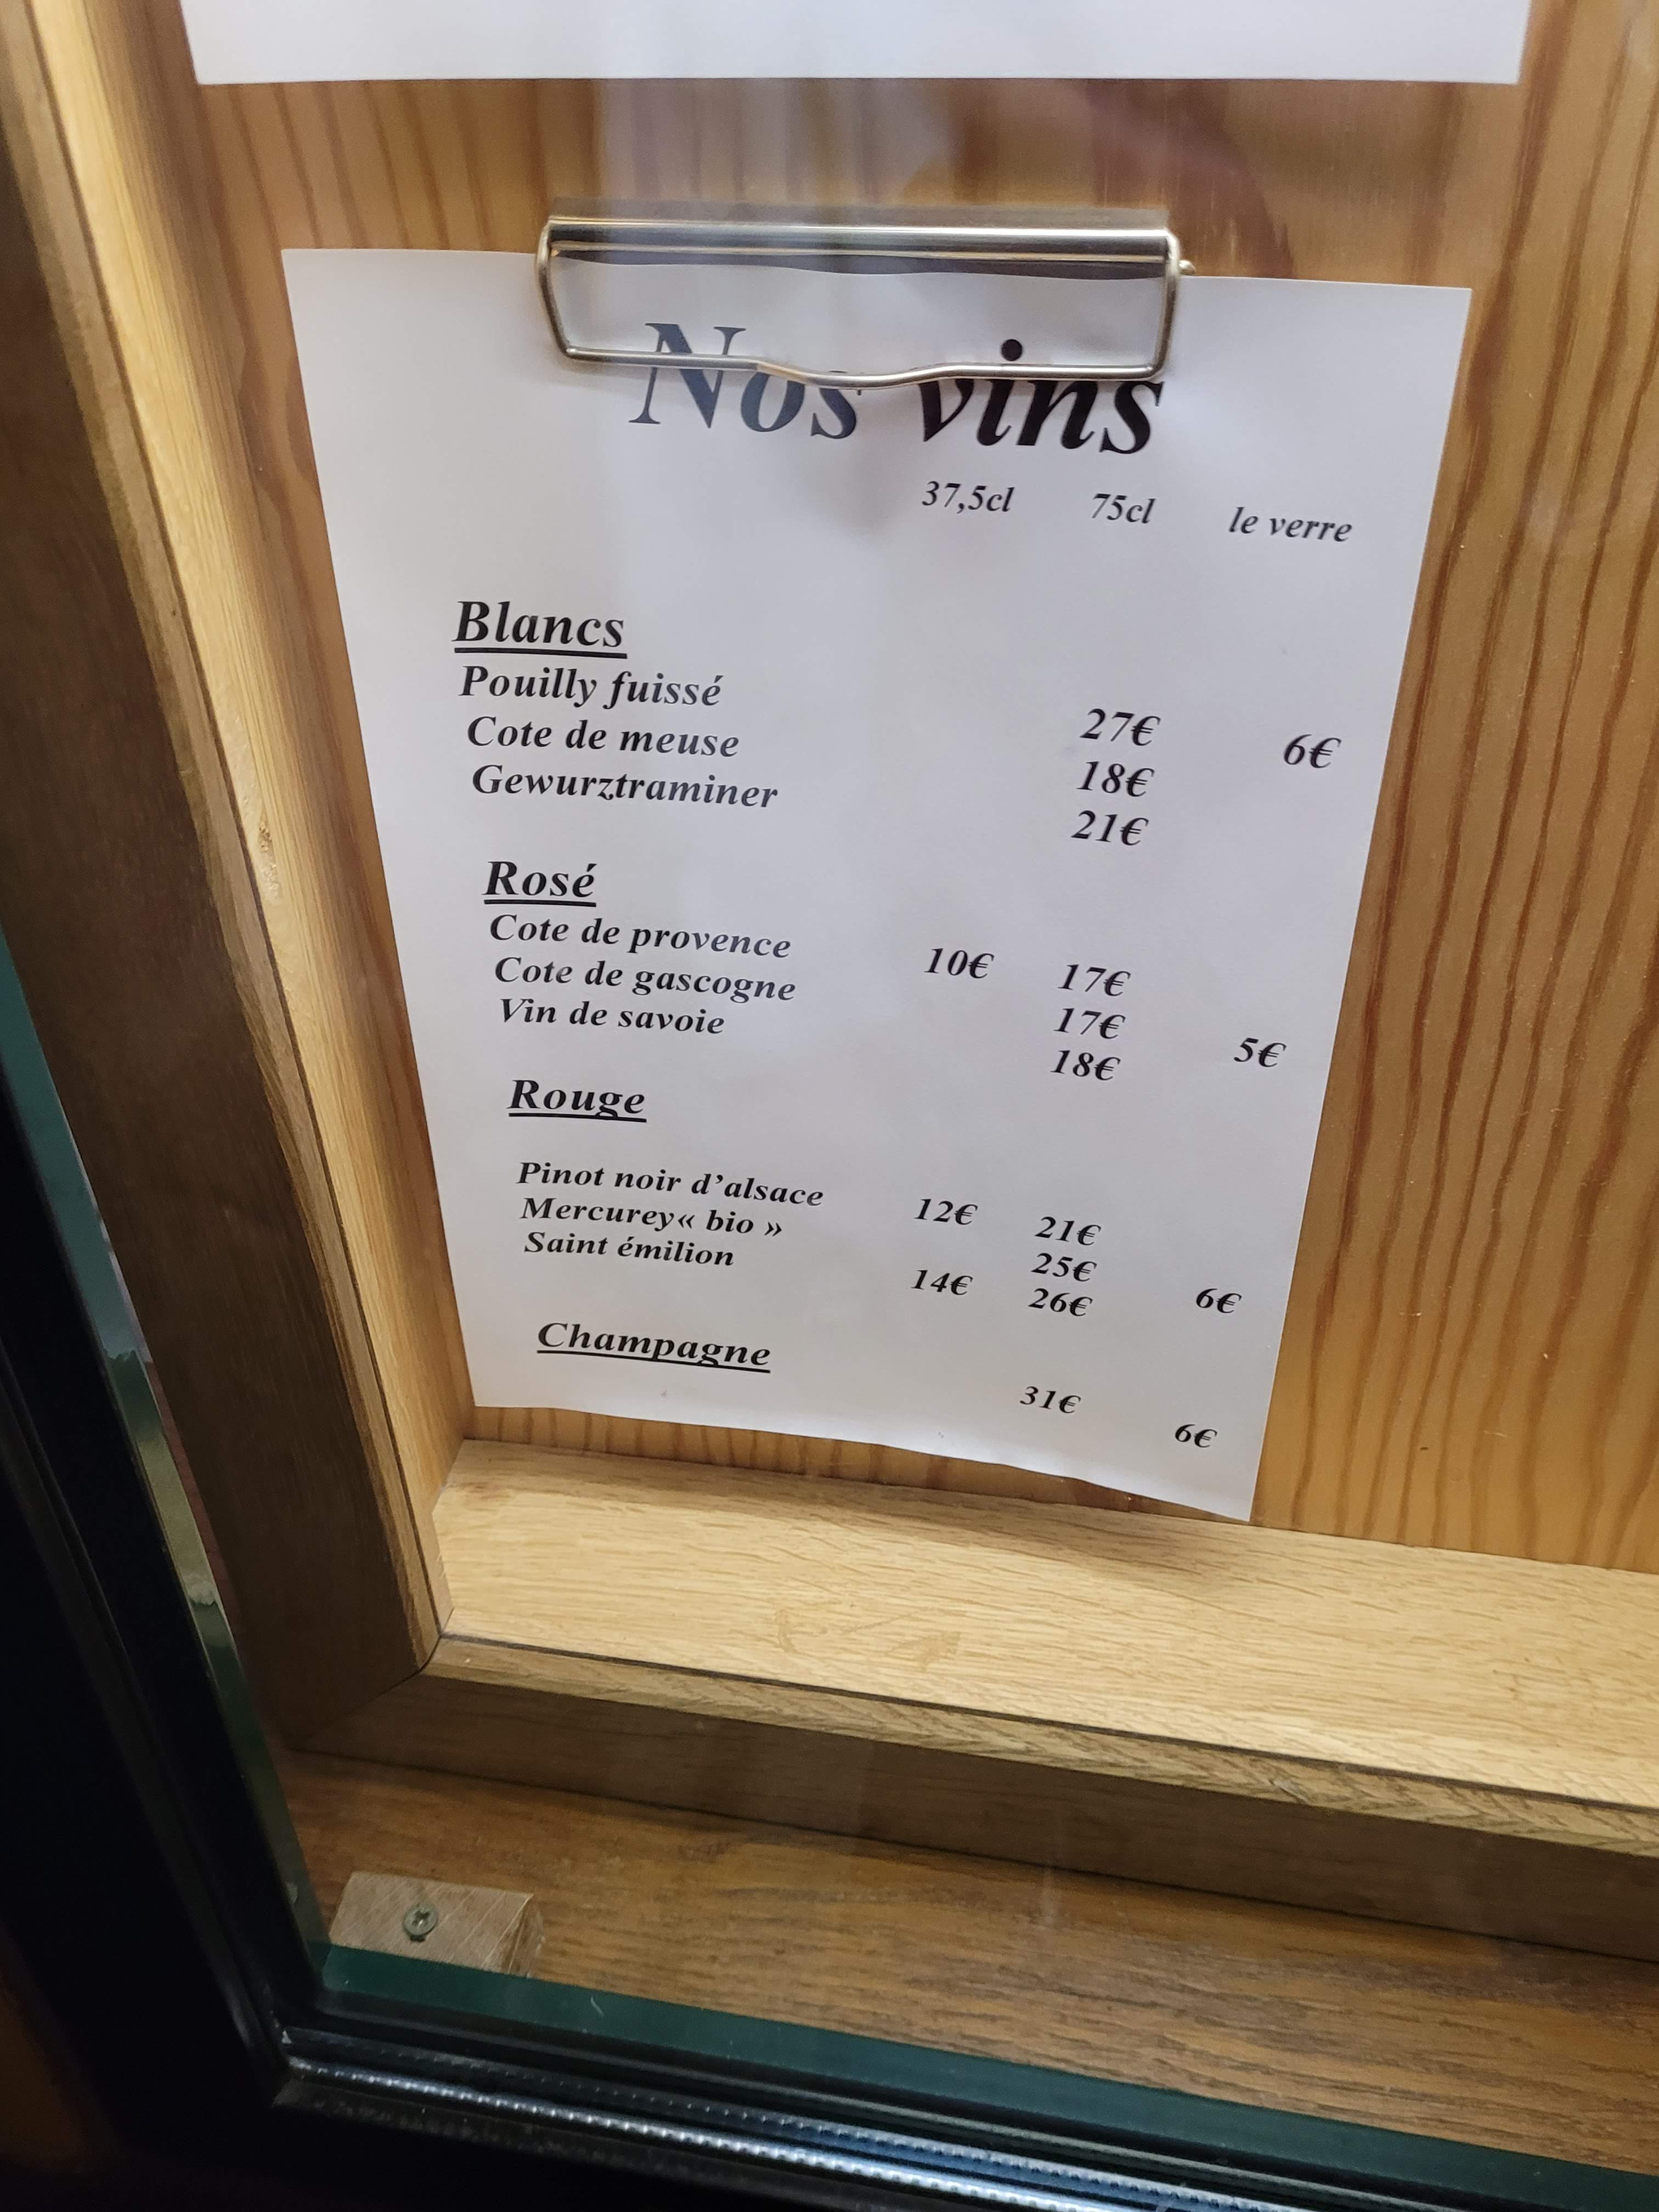 Nos vins
37,5cl 75cl le verre
Blancs
Pouilly fuissé 27€ 6€
Cote de meuse 18€
Gewurztraminer 21€
Rosé
Cote de provence 10€ 17€
Cote de gascogne 17€ 5€
Vin de savoie 18€
Rouge
Pinot noir d’alsace 12€ 21€
Mercurey« bio » 25€ 6€
Saint émilion 14€ 26€
Champagne 31€ 6€